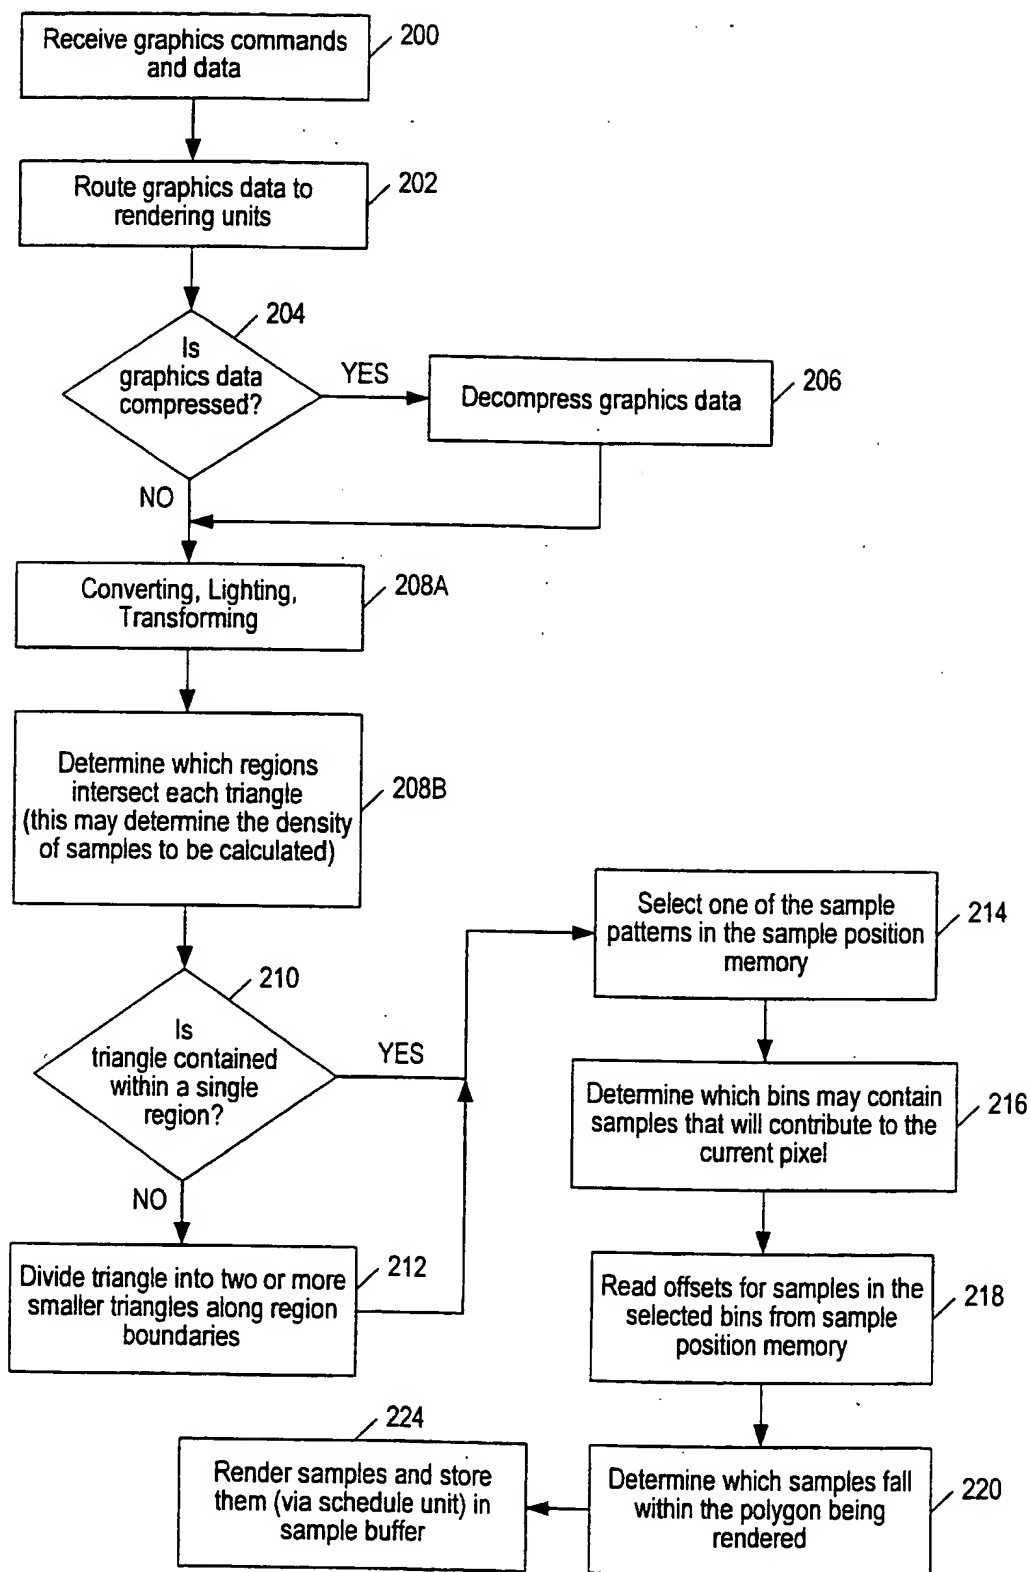 Receive graphics commands
and data
200
Route graphics data to
rendering units
202
204
Is
graphics data
compressed?
YES
Decompress graphics data
206
NO
Converting, Lighting,
Transforming
208A
Determine which regions
intersect each triangle
(this may determine the density
of samples to be calculated)
208B
210
Is
triangle contained
within a single
region?
YES
NO
Divide triangle into two or more
smaller triangles along region
boundaries
212
Select one of the sample
patterns in the sample position
memory
214
Determine which bins may contain
samples that will contribute to the
current pixel
216
Read offsets for samples in the
selected bins from sample
position memory
218
Determine which samples fall
within the polygon being
rendered
220
224
Render samples and store
them (via schedule unit) in
sample buffer